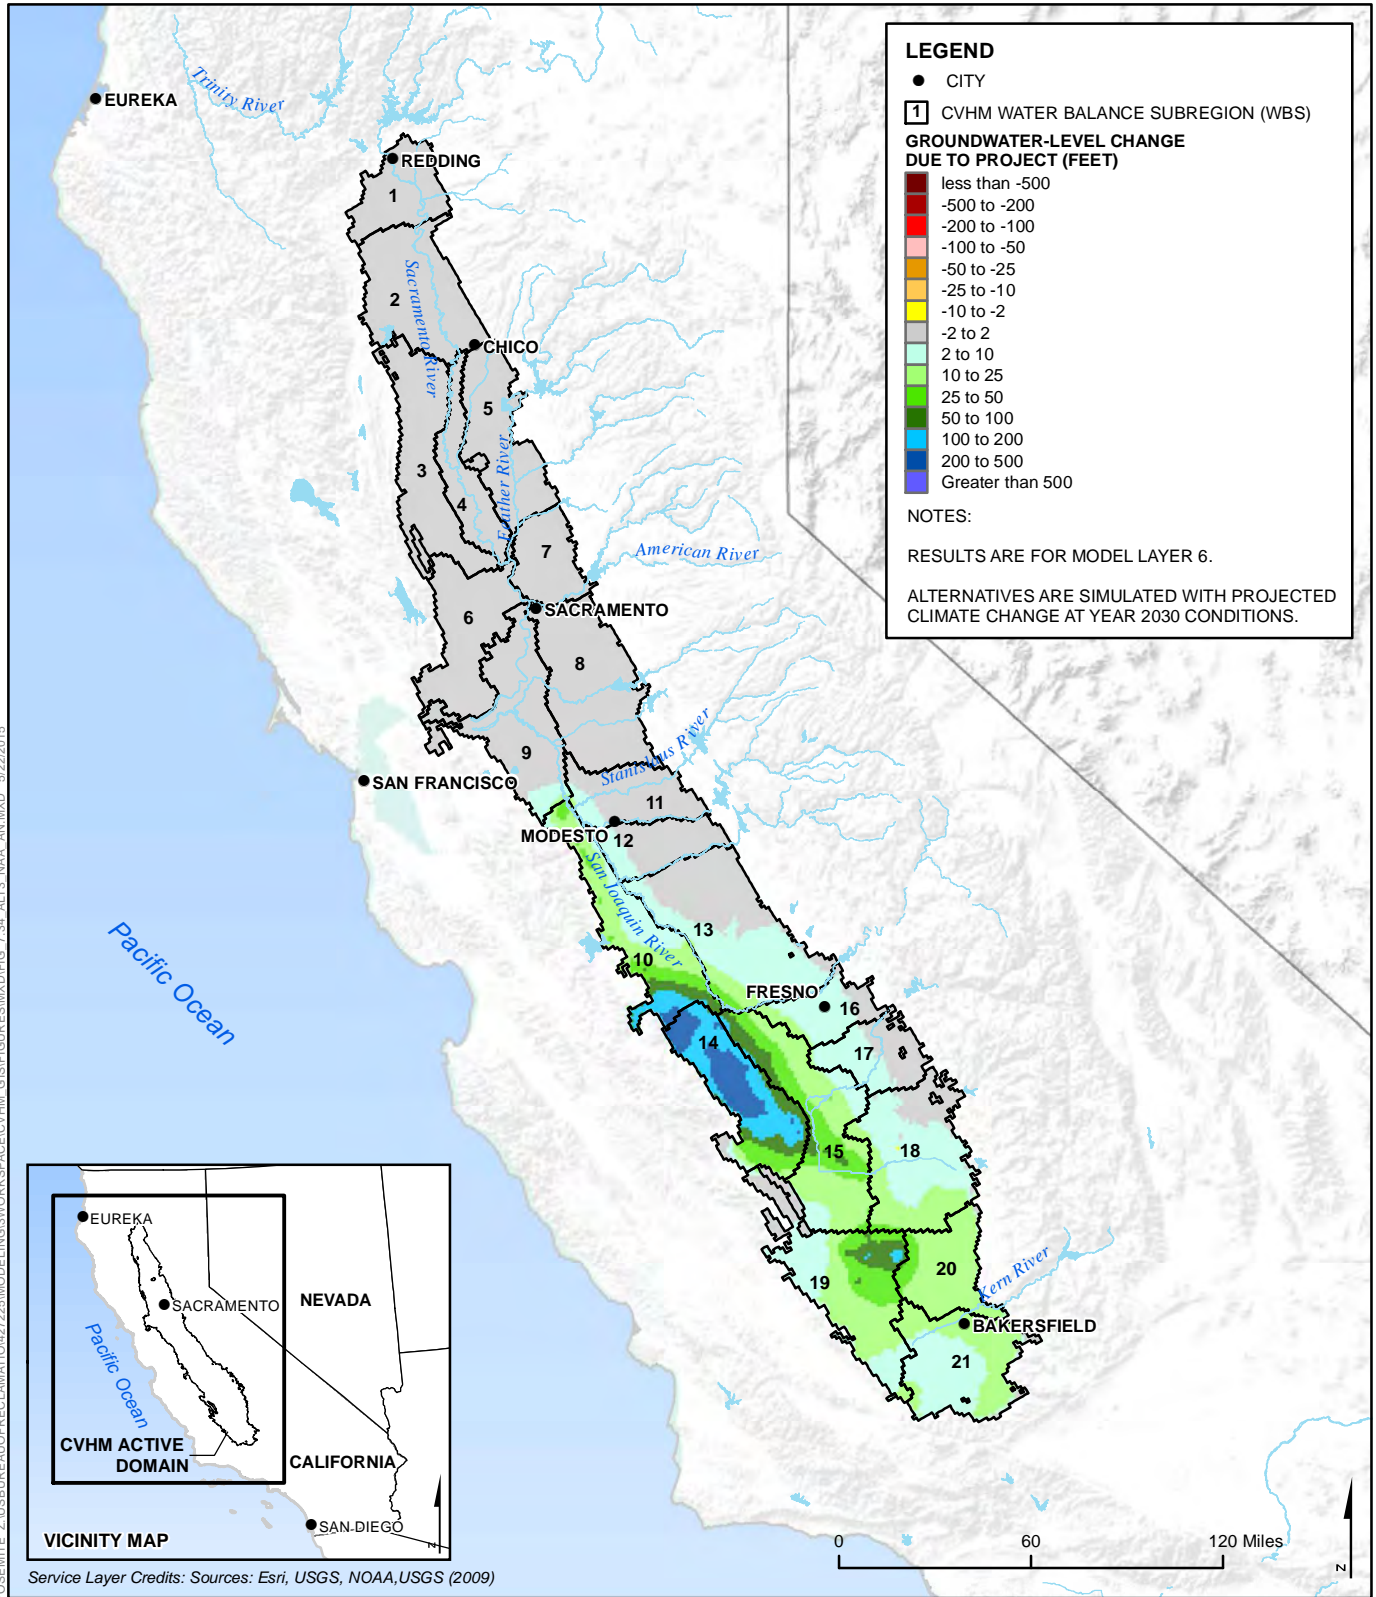 LEGEND
CITY
1 CVHM WATER BALANCE SUBREGION (WBS)
GROUNDWATER-LEVEL CHANGE
DUE TO PROJECT (FEET)
less than -500
-500 to -200
-200 to -100
-100 to -50
-50 to -25
-25 to -10
-10 to -2
-2 to 2
2 to 10
10 to 25
25 to 50
50 to 100
100 to 200
200 to 500
Greater than 500
NOTES:
RESULTS ARE FOR MODEL LAYER 6.
ALTERNATIVES ARE SIMULATED WITH PROJECTED
CLIMATE CHANGE AT YEAR 2030 CONDITIONS.
Trinity River
EUREKA
REDDING
1
2
Sacramento River
CHICO
5
3
4
Feather River
7
American River
6
SACRAMENTO
8
9
Stanislaus River
SAN FRANCISCO
11
MODESTO
12
San Joaquin River
13
10
Pacific Ocean
FRESNO
16
14
17
15
18
19
20
Kern River
BAKERSFIELD
21
EUREKA
SACRAMENTO
NEVADA
Pacific Ocean
CVHM ACTIVE
DOMAIN
CALIFORNIA
SAN DIEGO
VICINITY MAP
N
0 60 120 Miles
N
Service Layer Credits: Sources: Esri, USGS, NOAA,USGS (2009)